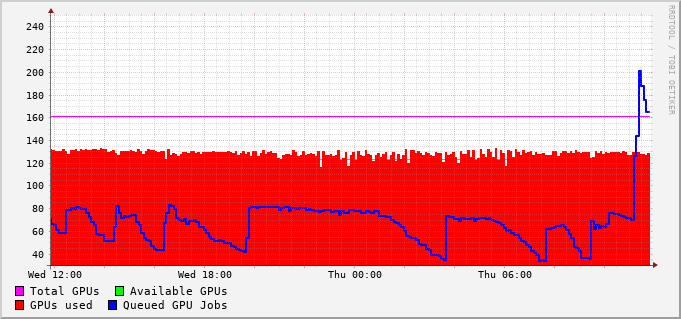 RRDTOOL / TOBI OETIKER
240
220
200
180
160
140
120
100
80
60
40
Wed 12:00 Wed 18:00 Thu 00:00 Thu 06:00
Total GPUs Available GPUs
GPUs used Queued GPU Jobs